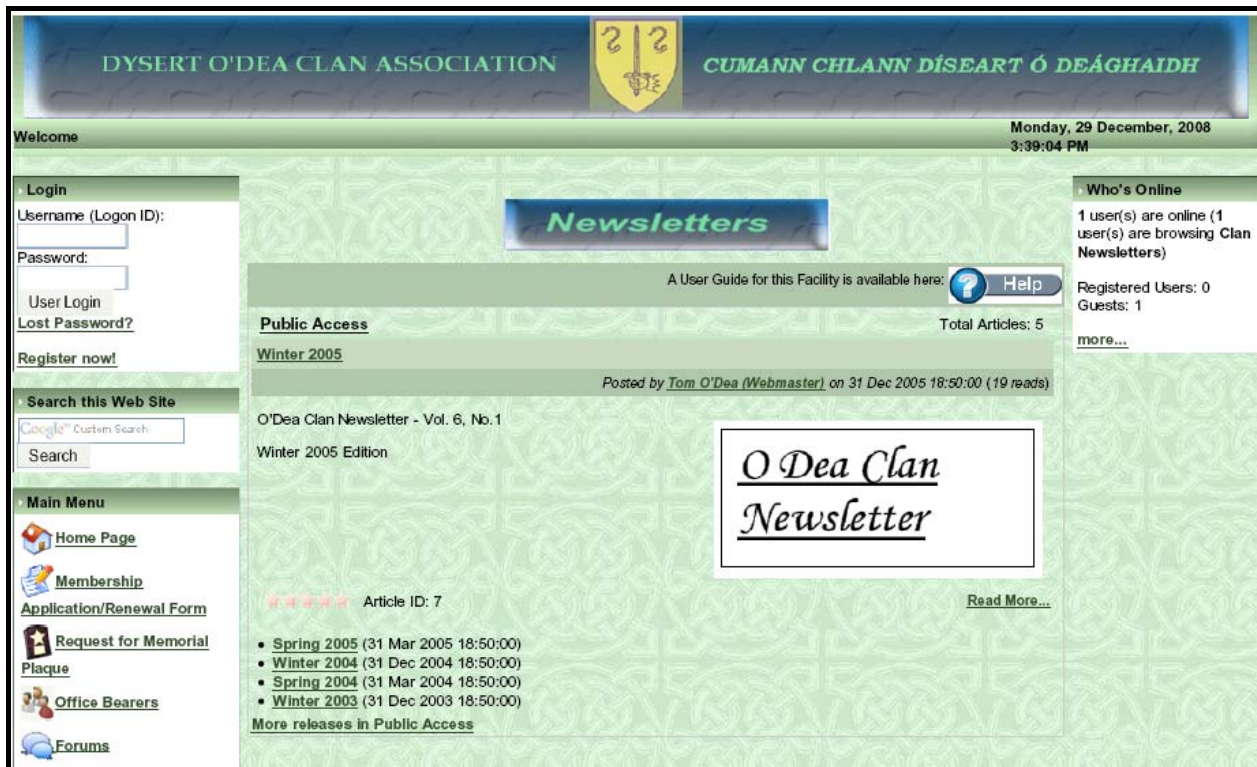 DYSERT O'DEA CLAN ASSOCIATION
CUMANN CHLANN DÍSEART Ó DEÁGHAIDH
Welcome
Monday, 29 December, 2008
3:39:04 PM
Login
Username (Logon ID):
Password:
User Login
Lost Password?
Register now!
Search this Web Site
Google™ Custom Search
Search
Main Menu
Home Page
Membership
Application/Renewal Form
Request for Memorial
Plaque
Office Bearers
Forums
Newsletters
A User Guide for this Facility is available here:
? Help
Public Access
Total Articles: 5
Winter 2005
Posted by Tom O'Dea (Webmaster) on 31 Dec 2005 18:50:00 (19 reads)
O'Dea Clan Newsletter - Vol. 6, No.1
Winter 2005 Edition
O Dea Clan
Newsletter
Article ID: 7
Read More...
• Spring 2005 (31 Mar 2005 18:50:00)
• Winter 2004 (31 Dec 2004 18:50:00)
• Spring 2004 (31 Mar 2004 18:50:00)
• Winter 2003 (31 Dec 2003 18:50:00)
More releases in Public Access
Who's Online
1 user(s) are online (1
user(s) are browsing Clan
Newsletters)
Registered Users: 0
Guests: 1
more...